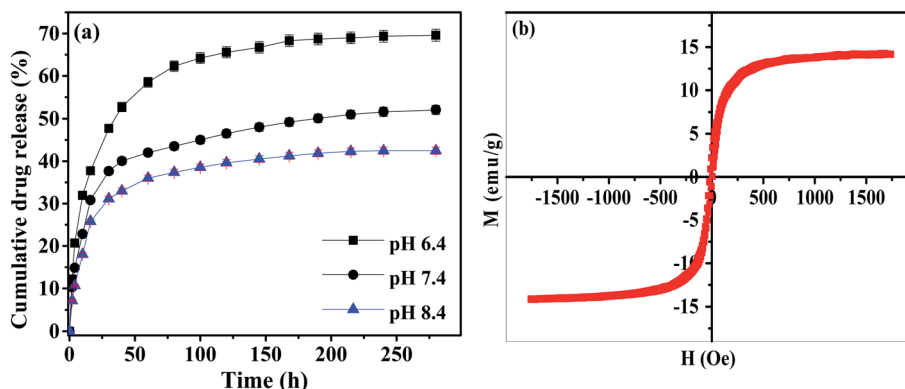 (a)
Cumulative drug release (%)
70
60
50
40
30
20
10
0
pH 6.4
pH 7.4
pH 8.4
0 50 100 150 200 250
Time (h)
(b)
M (emu/g)
15
10
5
0
-5
-10
-15
-1500 -1000 -500 0 500 1000 1500
H (Oe)